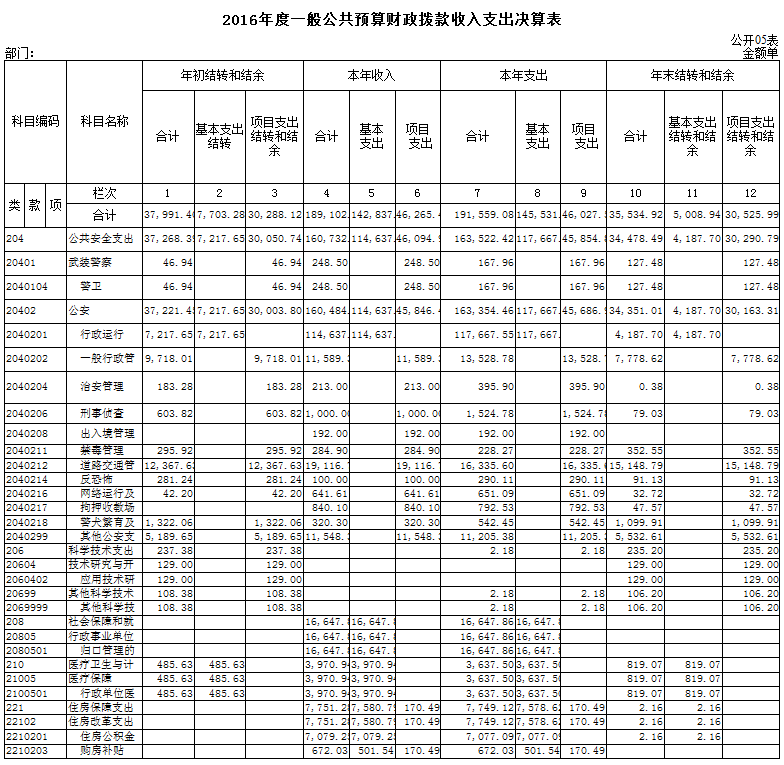 2016年度一般公共预算财政拨款收入支出决算表
公开05表
部门： 金额单
科目编码 科目名称 年初结转和结余 本年收入 本年支出 年末结转和结余
合计 基本支出结转 项目支出结转和结余 合计 基本支出 项目支出 合计 基本支出 项目支出 合计 基本支出结转和结余 项目支出结转和结余
类 款 项 栏次 1 2 3 4 5 6 7 8 9 10 11 12
合计 37,991.40 7,703.28 30,288.12 189,102. 142,837. 46,265. 191,559.08 145,531. 46,027. 35,534.92 5,008.94 30,525.99
204 公共安全支出 37,268.39 7,217.65 30,050.74 160,732. 114,637. 46,094. 163,522.42 117,667. 45,854. 34,478.49 4,187.70 30,290.79
20401 武装警察 46.94 46.94 248.50 248.50 167.96 167.96 127.48 127.48
2040104 警卫 46.94 46.94 248.50 248.50 167.96 167.96 127.48 127.48
20402 公安 37,221.45 7,217.65 30,003.80 160,484. 114,637. 45,846. 163,354.46 117,667. 45,686. 34,351.01 4,187.70 30,163.31
2040201 行政运行 7,217.65 7,217.65 114,637. 114,637. 117,667.55 117,667. 4,187.70 4,187.70
2040202 一般行政管 9,718.01 9,718.01 11,589. 11,589. 13,528.78 13,528. 7,778.62 7,778.62
2040204 治安管理 183.28 183.28 213.00 213.00 395.90 395.90 0.38 0.38
2040206 刑事侦查 603.82 603.82 1,000.00 1,000.00 1,524.78 1,524.78 79.03 79.03
2040208 出入境管理 192.00 192.00 192.00 192.00
2040211 禁毒管理 295.92 295.92 284.90 284.90 228.27 228.27 352.55 352.55
2040212 道路交通管 12,367.63 12,367.63 19,116. 19,116. 16,335.60 16,335. 15,148.79 15,148.79
2040214 反恐怖 281.24 281.24 100.00 100.00 290.11 290.11 91.13 91.13
2040216 网络运行及 42.20 42.20 641.61 641.61 651.09 651.09 32.72 32.72
2040217 拘押收教场 840.10 840.10 792.53 792.53 47.57 47.57
2040218 警犬繁育及 1,322.06 1,322.06 320.30 320.30 542.45 542.45 1,099.91 1,099.91
2040299 其他公安支 5,189.65 5,189.65 11,548. 11,548. 11,205.38 11,205. 5,532.61 5,532.61
206 科学技术支出 237.38 237.38 2.18 2.18 235.20 235.20
20604 技术研究与开 129.00 129.00 129.00 129.00
2060402 应用技术研 129.00 129.00 129.00 129.00
20699 其他科学技术 108.38 108.38 2.18 2.18 106.20 106.20
2069999 其他科学技 108.38 108.38 2.18 2.18 106.20 106.20
208 社会保障和就 16,647. 16,647. 16,647.86 16,647.
20805 行政事业单位 16,647. 16,647. 16,647.86 16,647.
2080501 归口管理的 16,647. 16,647. 16,647.86 16,647.
210 医疗卫生与计 485.63 485.63 3,970.94 3,970.94 3,637.50 3,637.50 819.07 819.07
21005 医疗保障 485.63 485.63 3,970.94 3,970.94 3,637.50 3,637.50 819.07 819.07
2100501 行政单位医 485.63 485.63 3,970.94 3,970.94 3,637.50 3,637.50 819.07 819.07
221 住房保障支出 7,751.28 7,580.79 170.49 7,749.12 7,578.62 170.49 2.16 2.16
22102 住房改革支出 7,751.28 7,580.79 170.49 7,749.12 7,578.62 170.49 2.16 2.16
2210201 住房公积金 7,079.25 7,079.25 7,077.09 7,077.09 2.16 2.16
2210203 购房补贴 672.03 501.54 170.49 672.03 501.54 170.49